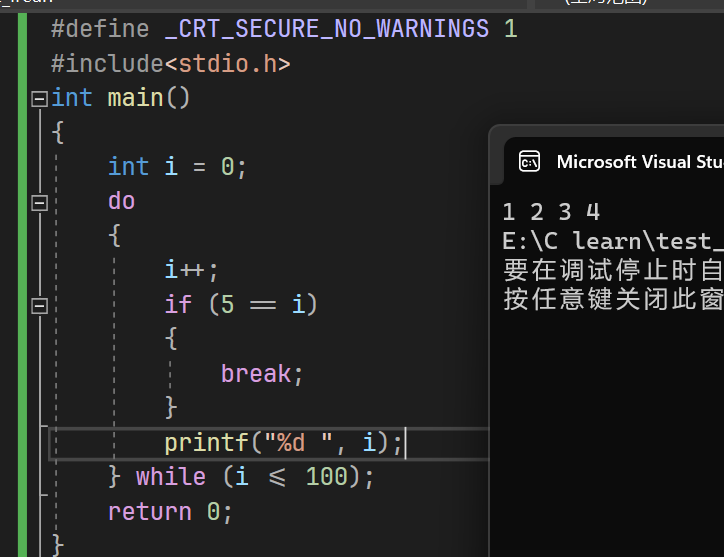 #define _CRT_SECURE_NO_WARNINGS 1
#include<stdio.h>
int main()
{
int i = 0;
do
{
i++;
if (5 == i)
{
break;
}
printf("%d ", i);
} while (i <= 100);
return 0;
}
Microsoft Visual Stu
1 2 3 4
E:\C learn\test_
要在调试停止时自
按任意键关闭此窗